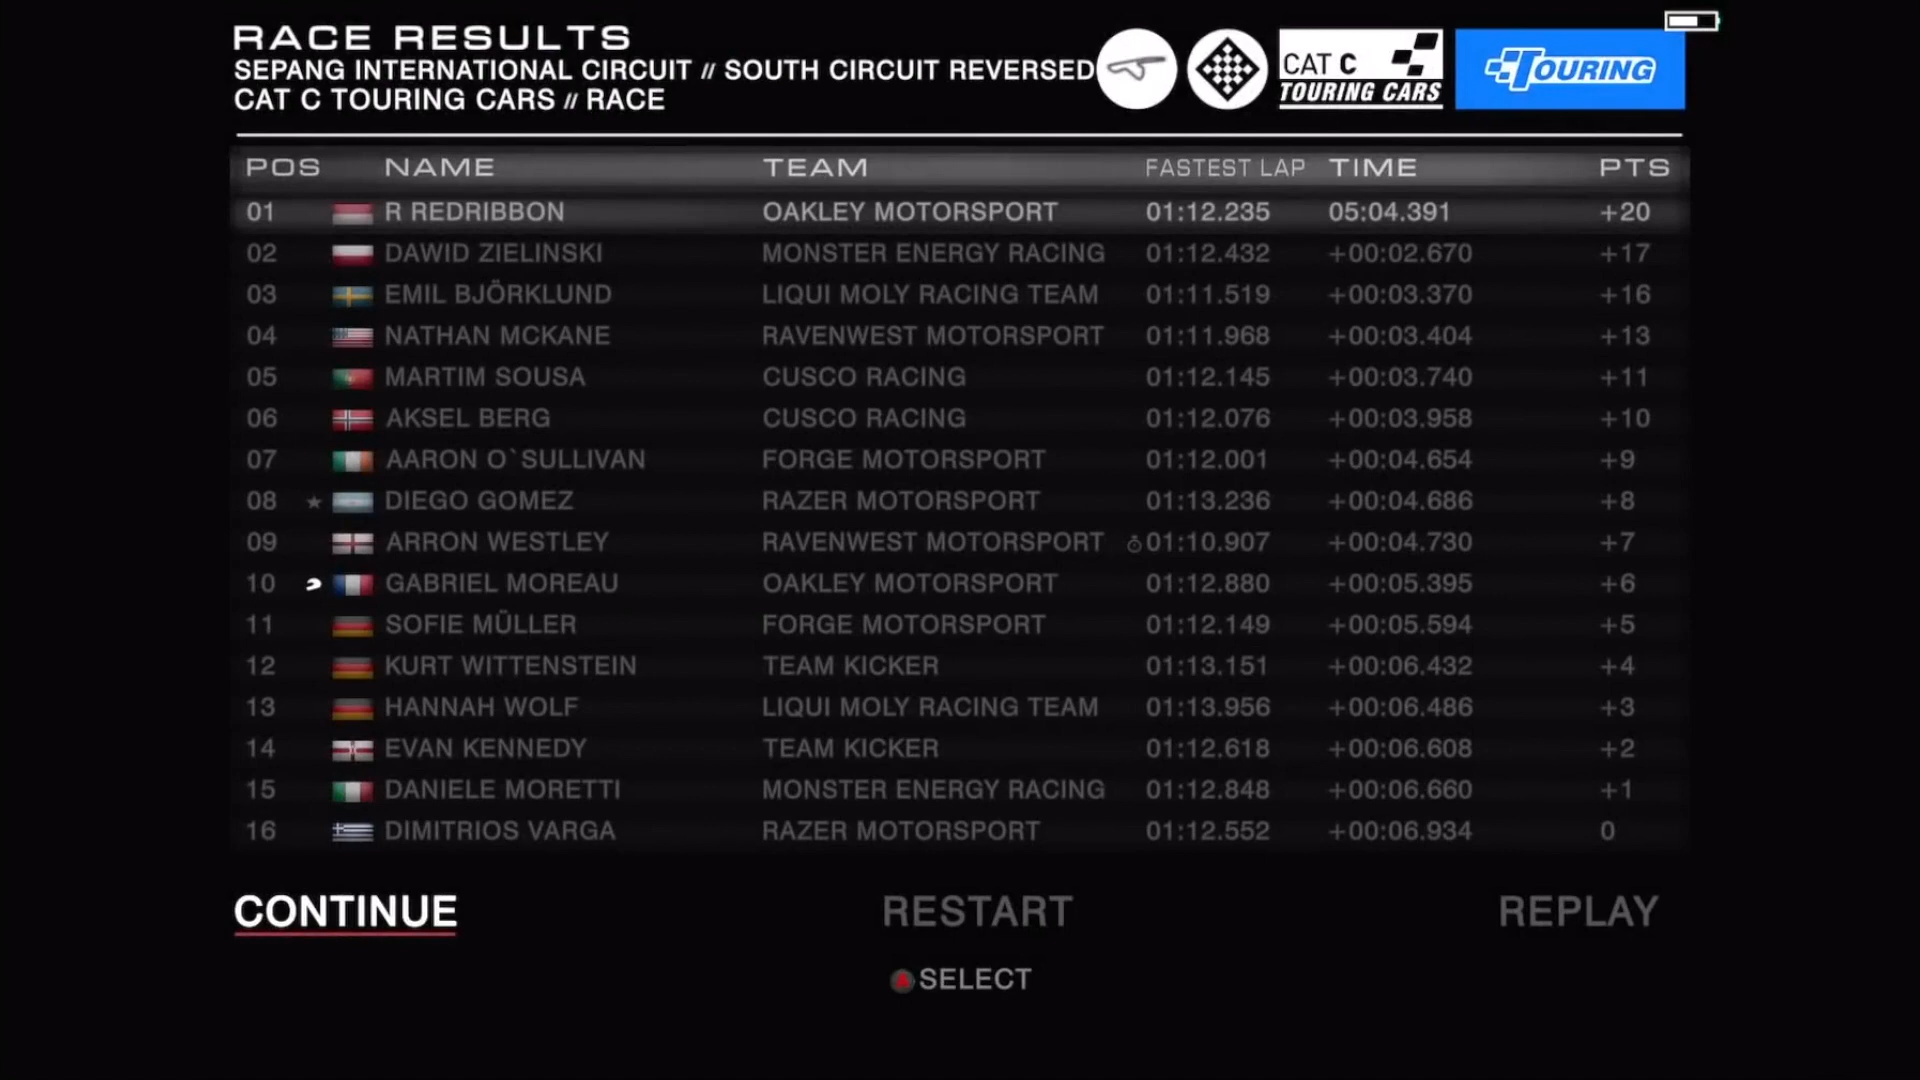 RACE RESULTS
SEPANG INTERNATIONAL CIRCUIT // SOUTH CIRCUIT REVERSED
CAT C TOURING CARS // RACE
CAT C
TOURING CARS
TOURING
POS NAME TEAM FASTEST LAP TIME PTS
01 R REDRIBBON OAKLEY MOTORSPORT 01:12.235 05:04.391 +20
02 DAWID ZIELINSKI MONSTER ENERGY RACING 01:12.432 +00:02.670 +17
03 EMIL BJÖRKLUND LIQUI MOLY RACING TEAM 01:11.519 +00:03.370 +16
04 NATHAN MCKANE RAVENWEST MOTORSPORT 01:11.968 +00:03.404 +13
05 MARTIM SOUSA CUSCO RACING 01:12.145 +00:03.740 +11
06 AKSEL BERG CUSCO RACING 01:12.076 +00:03.958 +10
07 AARON O`SULLIVAN FORGE MOTORSPORT 01:12.001 +00:04.654 +9
08 DIEGO GOMEZ RAZER MOTORSPORT 01:13.236 +00:04.686 +8
09 ARRON WESTLEY RAVENWEST MOTORSPORT 01:10.907 +00:04.730 +7
10 GABRIEL MOREAU OAKLEY MOTORSPORT 01:12.880 +00:05.395 +6
11 SOFIE MÜLLER FORGE MOTORSPORT 01:12.149 +00:05.594 +5
12 KURT WITTENSTEIN TEAM KICKER 01:13.151 +00:06.432 +4
13 HANNAH WOLF LIQUI MOLY RACING TEAM 01:13.956 +00:06.486 +3
14 EVAN KENNEDY TEAM KICKER 01:12.618 +00:06.608 +2
15 DANIELE MORETTI MONSTER ENERGY RACING 01:12.848 +00:06.660 +1
16 DIMITRIOS VARGA RAZER MOTORSPORT 01:12.552 +00:06.934 0
CONTINUE RESTART REPLAY
A SELECT